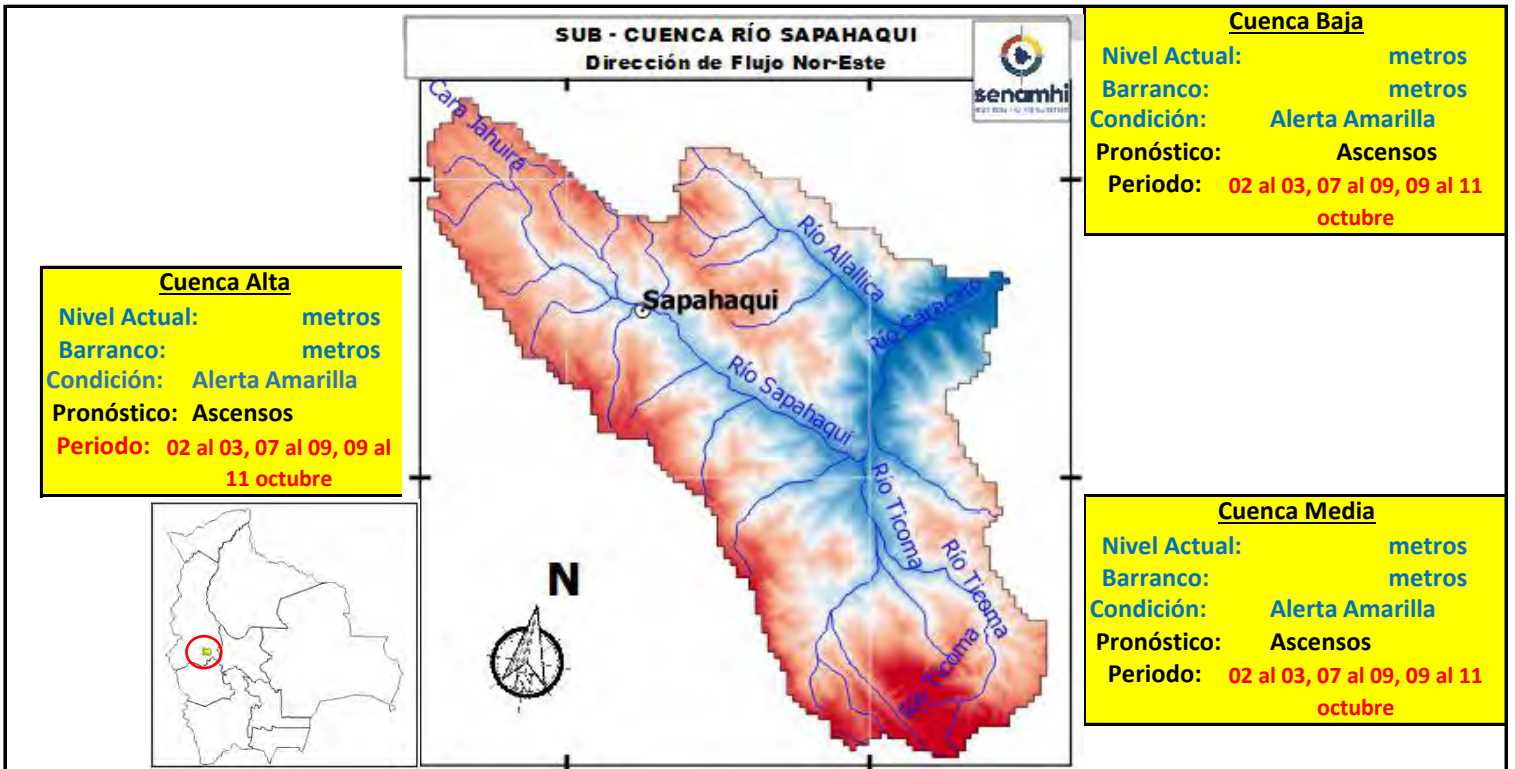 SUB - CUENCA RÍO SAPAHAQUI
Dirección de Flujo Nor-Este
senamhi
Cuenca Baja
Nivel Actual: metros
Barranco: metros
Condición: Alerta Amarilla
Pronóstico: Ascensos
Periodo: 02 al 03, 07 al 09, 09 al 11
octubre
Cuenca Alta
Nivel Actual: metros
Barranco: metros
Condición: Alerta Amarilla
Pronóstico: Ascensos
Periodo: 02 al 03, 07 al 09, 09 al
11 octubre
Cara Jahuira
Río Allallica
Sapahaqui
Río Caracato
Río Sapahaqui
Río Ticoma
Río Ticoma
Río Ticoma
N
Cuenca Media
Nivel Actual: metros
Barranco: metros
Condición: Alerta Amarilla
Pronóstico: Ascensos
Periodo: 02 al 03, 07 al 09, 09 al 11
octubre